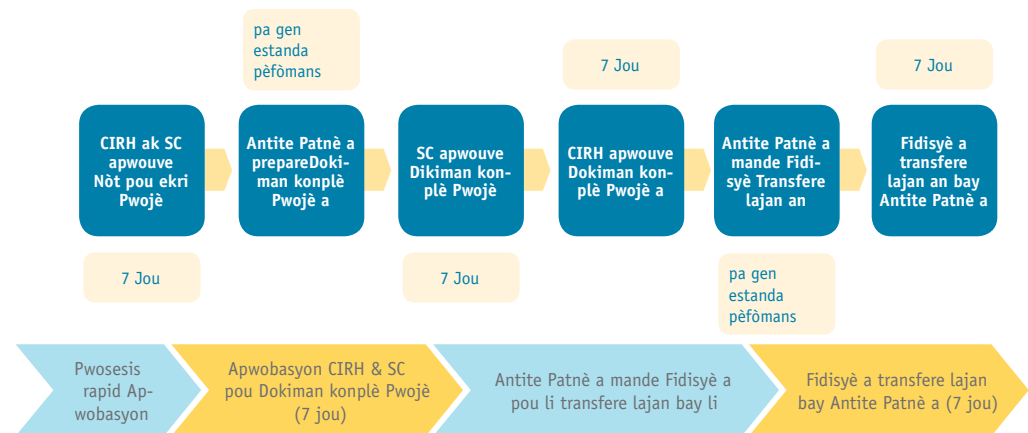 pa gen
estanda
pèfòmans
7 Jou
7 Jou
CIRH ak SC
apwouve
Nòt pou ekri
Pwojè
Antite Patnè a
prepareDoki-
man konplè
Pwojè a
SC apwouve
Dikiman kon-
plè Pwojè
CIRH apwouve
Dokiman kon-
plè Pwojè a
Antite Patnè a
mande Fidi-
syè Transfere
lajan an
Fidisyè a
transfere
lajan an bay
Antite Patnè a
7 Jou
7 Jou
pa gen
estanda
pèfòmans
Pwosesis
rapid Ap-
wobasyon
Apwobasyon CIRH & SC
pou Dokiman konplè Pwojè
(7 jou)
Antite Patnè a mande Fidisyè a
pou li transfere lajan bay li
Fidisyè a transfere lajan
bay Antite Patnè a (7 jou)